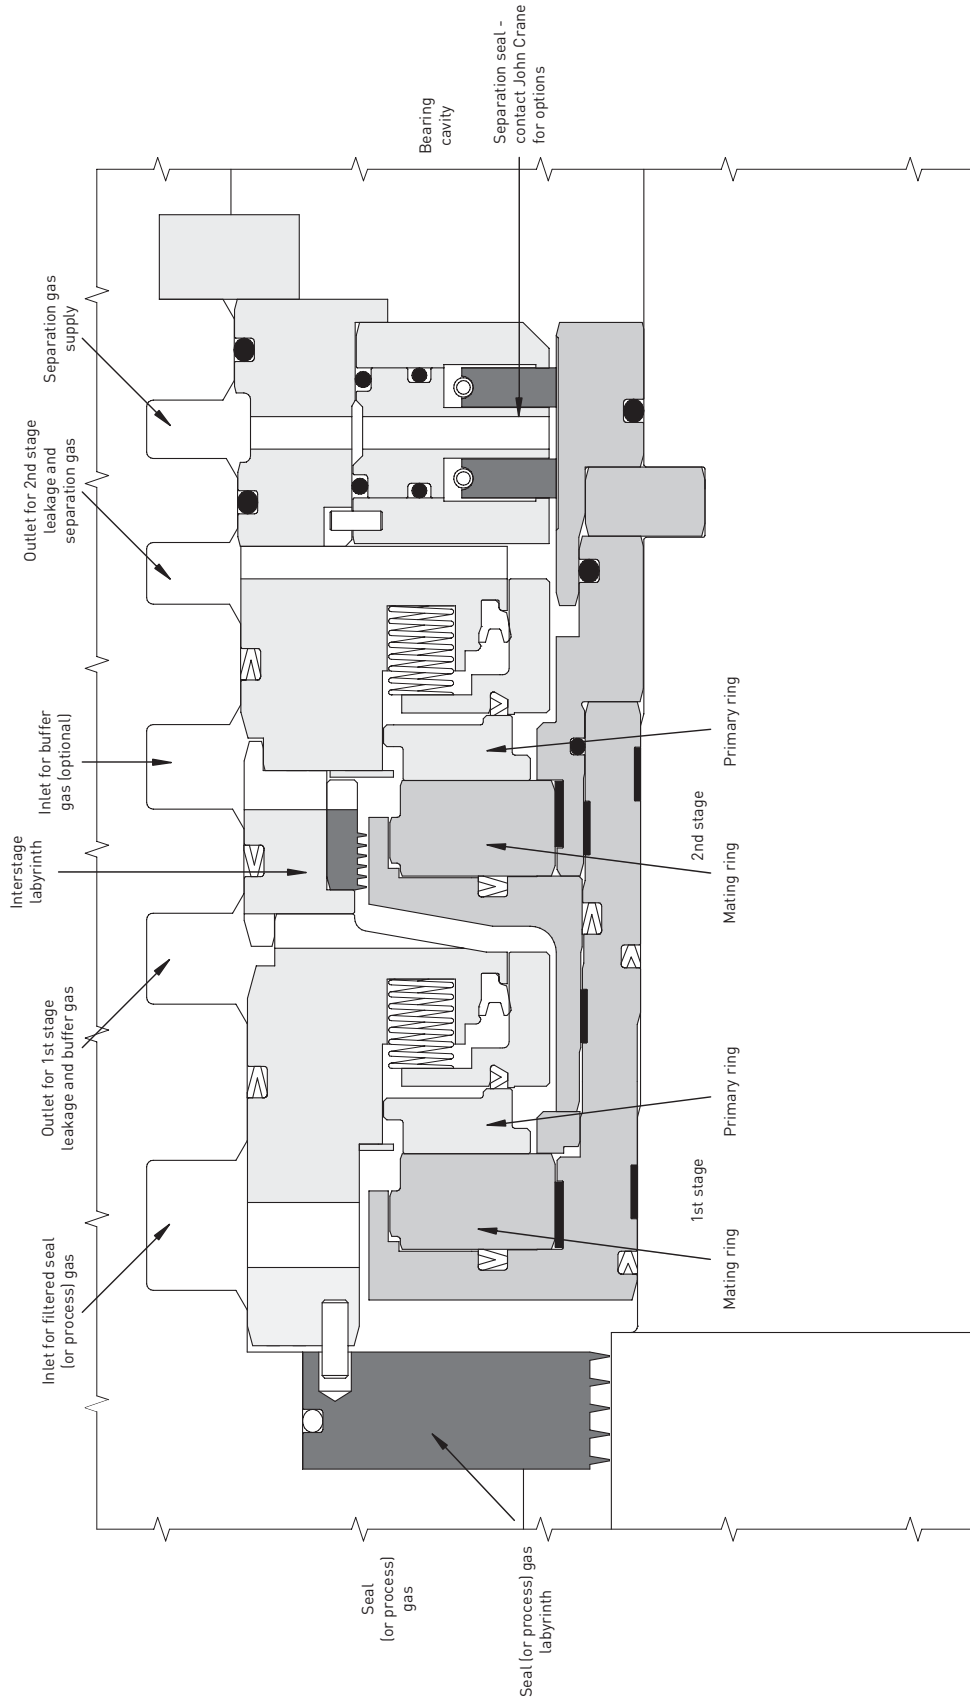 Inlet for filtered seal
(or process) gas
Outlet for 1st stage
leakage and buffer gas
Interstage
labyrinth
Inlet for buffer
gas (optional)
Outlet for 2nd stage
leakage and
separation gas
Separation gas
supply
Seal
(or process)
gas
Bearing
cavity
Seal (or process) gas
labyrinth
Separation seal -
contact John Crane
for options
1st stage
2nd stage
Mating ring
Primary ring
Mating ring
Primary ring